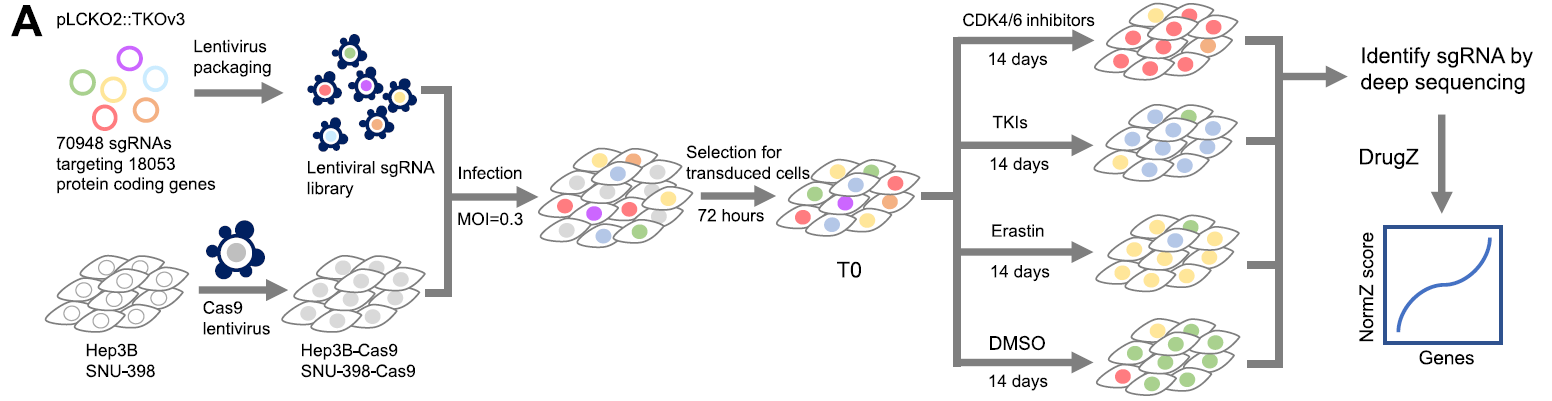 A
pLCKO2::TKOv3
Lentivirus
packaging
70948 sgRNAs
targeting 18053
protein coding genes
Lentiviral sgRNA
library
Hep3B
SNU-398
Cas9
lentivirus
Hep3B-Cas9
SNU-398-Cas9
Infection
MOI=0.3
Selection for
transduced cells
72 hours
T0
CDK4/6 inhibitors
14 days
TKIs
14 days
Erastin
14 days
DMSO
14 days
Identify sgRNA by
deep sequencing
DrugZ
NormZ score
Genes